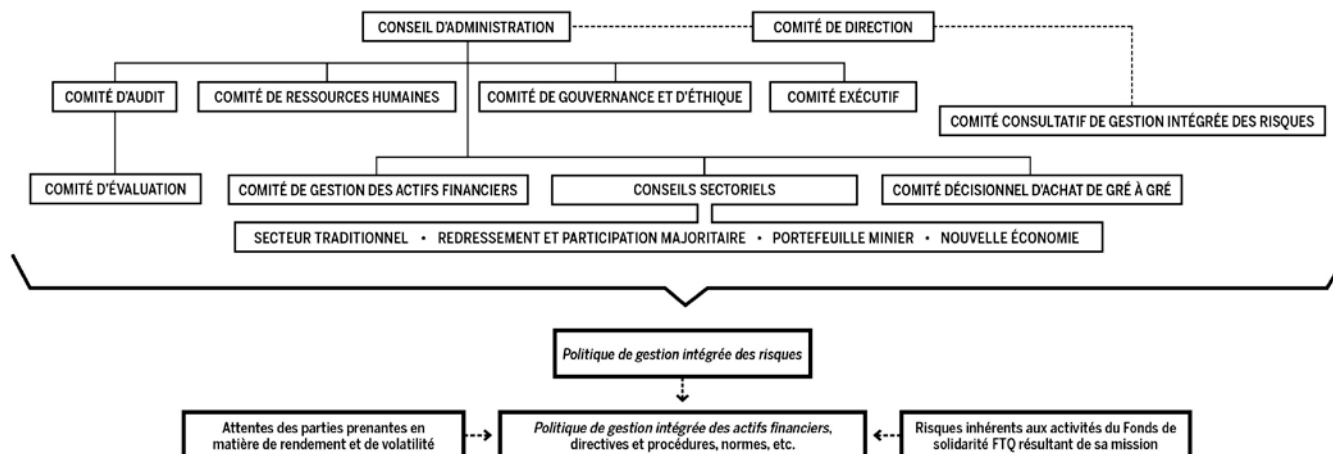 CONSEIL D'ADMINISTRATION
COMITÉ DE DIRECTION
COMITÉ D'AUDIT
COMITÉ DE RESSOURCES HUMAINES
COMITÉ DE GOUVERNANCE ET D'ÉTHIQUE
COMITÉ EXÉCUTIF
COMITÉ CONSULTATIF DE GESTION INTÉGRÉE DES RISQUES
COMITÉ D'ÉVALUATION
COMITÉ DE GESTION DES ACTIFS FINANCIERS
CONSEILS SECTORIELS
COMITÉ DÉCISIONNEL D'ACHAT DE GRÉ À GRÉ
SECTEUR TRADITIONNEL • REDRESSEMENT ET PARTICIPATION MAJORITAIRE • PORTEFEUILLE MINIER • NOUVELLE ÉCONOMIE
Politique de gestion intégrée des risques
Attentes des parties prenantes en
matière de rendement et de volatilité
Politique de gestion intégrée des actifs financiers,
directives et procédures, normes, etc.
Risques inhérents aux activités du Fonds de
solidarité FTQ résultant de sa mission